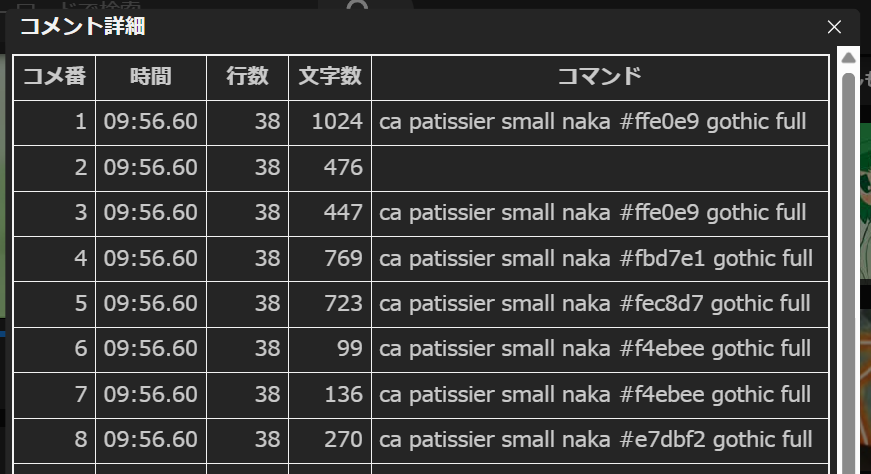 コメント詳細
コメ番 時間 行数 文字数 コマンド
1 09:56.60 38 1024 ca patissier small naka #ffe0e9 gothic full
2 09:56.60 38 476
3 09:56.60 38 447 ca patissier small naka #ffe0e9 gothic full
4 09:56.60 38 769 ca patissier small naka #fbd7e1 gothic full
5 09:56.60 38 723 ca patissier small naka #fec8d7 gothic full
6 09:56.60 38 99 ca patissier small naka #f4ebee gothic full
7 09:56.60 38 136 ca patissier small naka #f4ebee gothic full
8 09:56.60 38 270 ca patissier small naka #e7dbf2 gothic full